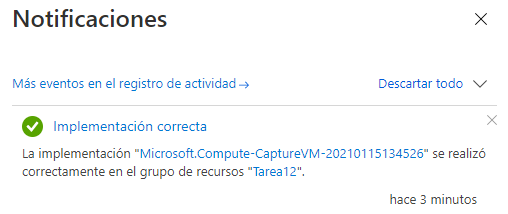 Notificaciones
Más eventos en el registro de actividad →
Descartar todo
Implementación correcta
La implementación "Microsoft.Compute-CaptureVM-20210115134526" se realizó
correctamente en el grupo de recursos "Tarea12".
hace 3 minutos